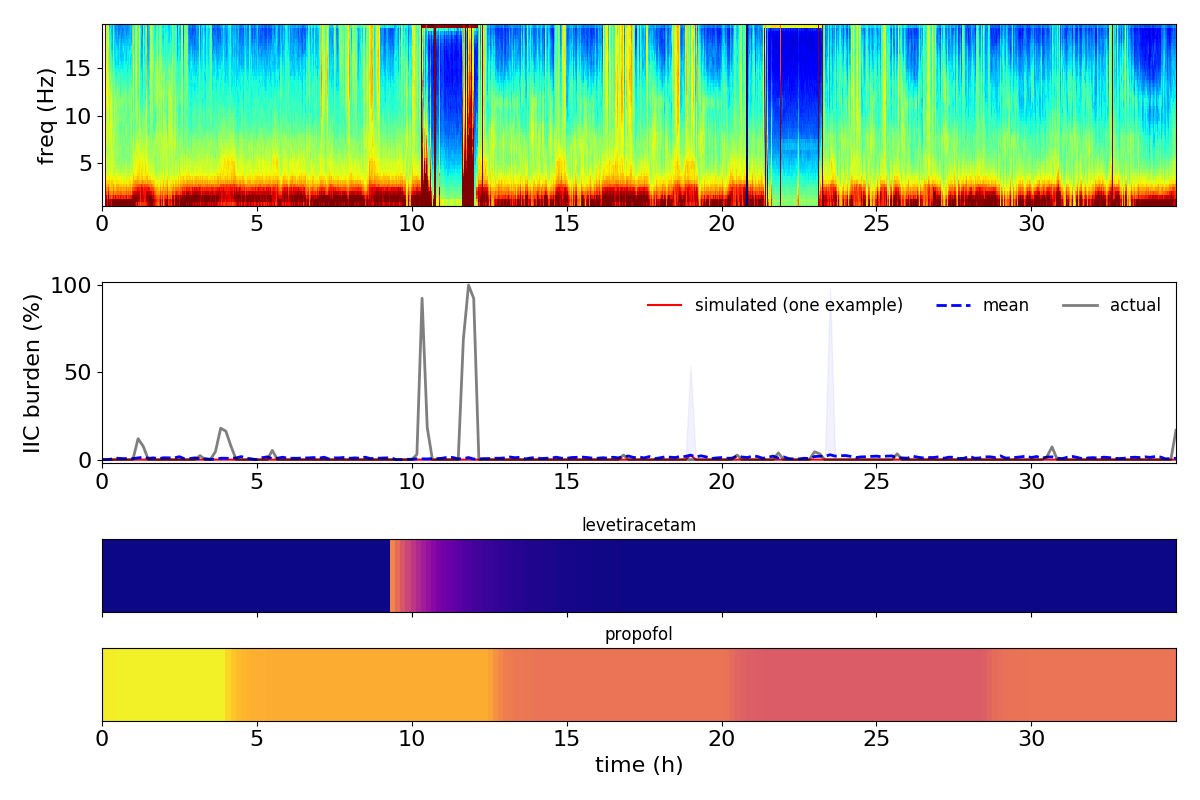 freq (Hz)
15
10
5
0 5 10 15 20 25 30
IIC burden (%)
100
50
0
simulated (one example) mean actual
0 5 10 15 20 25 30
levetiracetam
propofol
0 5 10 15 20 25 30
time (h)